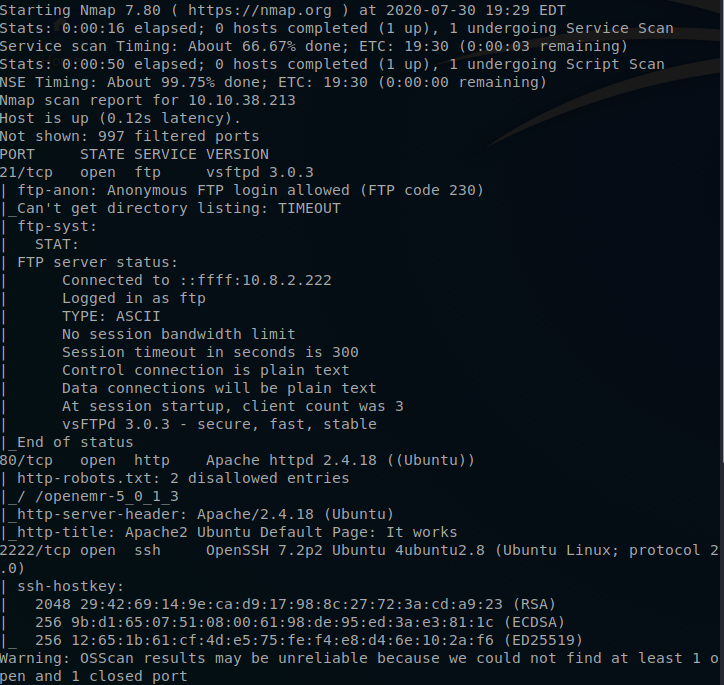 Starting Nmap 7.80 ( https://nmap.org ) at 2020-07-30 19:29 EDT
Stats: 0:00:16 elapsed; 0 hosts completed (1 up), 1 undergoing Service Scan
Service scan Timing: About 66.67% done; ETC: 19:30 (0:00:03 remaining)
Stats: 0:00:50 elapsed; 0 hosts completed (1 up), 1 undergoing Script Scan
NSE Timing: About 99.75% done; ETC: 19:30 (0:00:00 remaining)
Nmap scan report for 10.10.38.213
Host is up (0.12s latency).
Not shown: 997 filtered ports
PORT     STATE SERVICE VERSION
21/tcp   open  ftp     vsftpd 3.0.3
| ftp-anon: Anonymous FTP login allowed (FTP code 230)
|_Can't get directory listing: TIMEOUT
| ftp-syst:
|   STAT:
| FTP server status:
|      Connected to ::ffff:10.8.2.222
|      Logged in as ftp
|      TYPE: ASCII
|      No session bandwidth limit
|      Session timeout in seconds is 300
|      Control connection is plain text
|      Data connections will be plain text
|      At session startup, client count was 3
|      vsFTPd 3.0.3 - secure, fast, stable
|_End of status
80/tcp   open  http    Apache httpd 2.4.18 ((Ubuntu))
| http-robots.txt: 2 disallowed entries
|_/ /openemr-5_0_1_3
|_http-server-header: Apache/2.4.18 (Ubuntu)
|_http-title: Apache2 Ubuntu Default Page: It works
2222/tcp open  ssh     OpenSSH 7.2p2 Ubuntu 4ubuntu2.8 (Ubuntu Linux; protocol 2
.0)
| ssh-hostkey:
|   2048 29:42:69:14:9e:ca:d9:17:98:8c:27:72:3a:cd:a9:23 (RSA)
|   256 9b:d1:65:07:51:08:00:61:98:de:95:ed:3a:e3:81:1c (ECDSA)
|_  256 12:65:1b:61:cf:4d:e5:75:fe:f4:e8:d4:6e:10:2a:f6 (ED25519)
Warning: OSScan results may be unreliable because we could not find at least 1 o
pen and 1 closed port